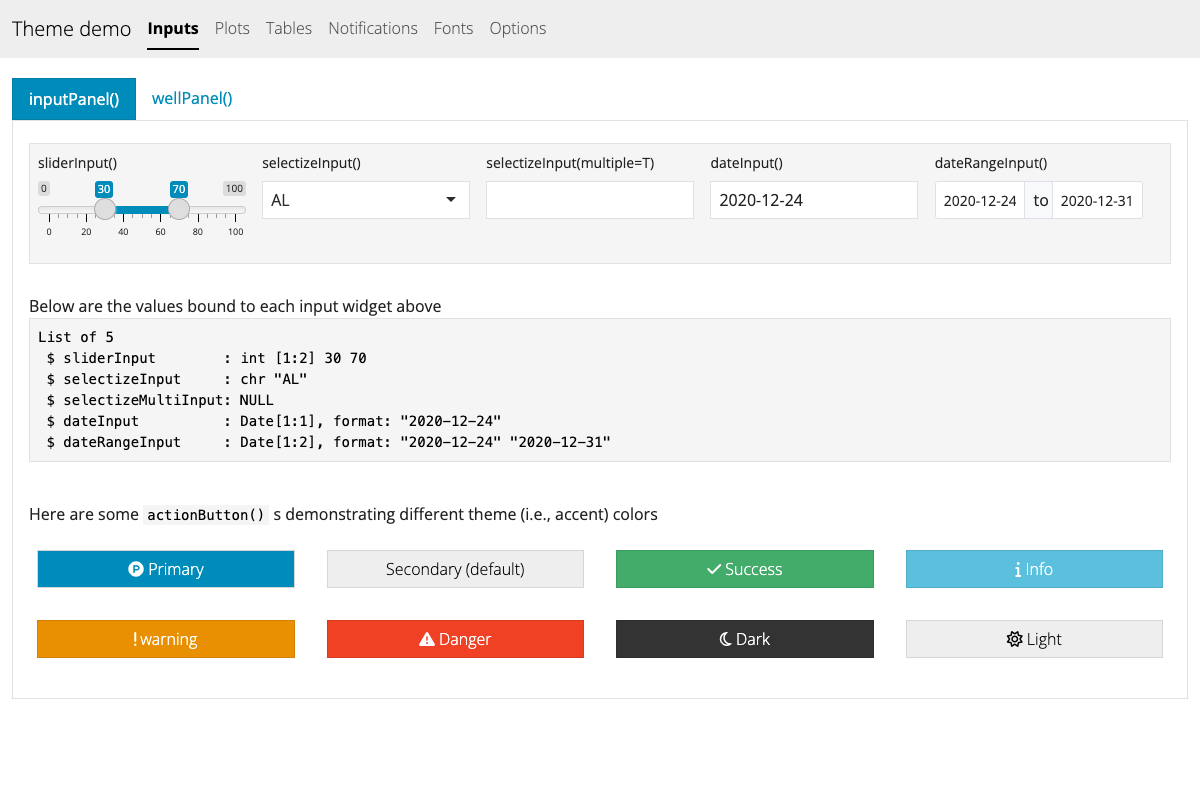 Theme demo Inputs Plots Tables Notifications Fonts Options
inputPanel() wellPanel()
sliderInput() selectizeInput() selectizeInput(multiple=T) dateInput() dateRangeInput()
0 30 70 100
AL 2020-12-24 2020-12-24 to 2020-12-31
0 20 40 60 80 100
Below are the values bound to each input widget above
List of 5
 $ sliderInput        : int [1:2] 30 70
 $ selectizeInput     : chr "AL"
 $ selectizeMultiInput: NULL
 $ dateInput          : Date[1:1], format: "2020-12-24"
 $ dateRangeInput     : Date[1:2], format: "2020-12-24" "2020-12-31"
Here are some actionButton() s demonstrating different theme (i.e., accent) colors
Primary Secondary (default) Success Info
warning Danger Dark Light